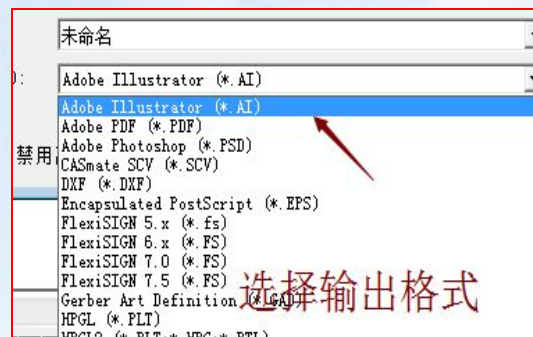 未命名
Adobe Illustrator (*.AI)
Adobe Illustrator (*.AI)
Adobe PDF (*.PDF)
Adobe Photoshop (*.PSD)
禁用
CASmate SCV (*.SCV)
DXF (*.DXF)
Encapsulated PostScript (*.EPS)
FlexiSIGN 5.x (*.fs)
FlexiSIGN 6.x (*.FS)
FlexiSIGN 7.0 (*.FS)
FlexiSIGN 7.5 (*.FS)
选择输出格式
Gerber Art Definition (*.GAD)
HPGL (*.PLT)